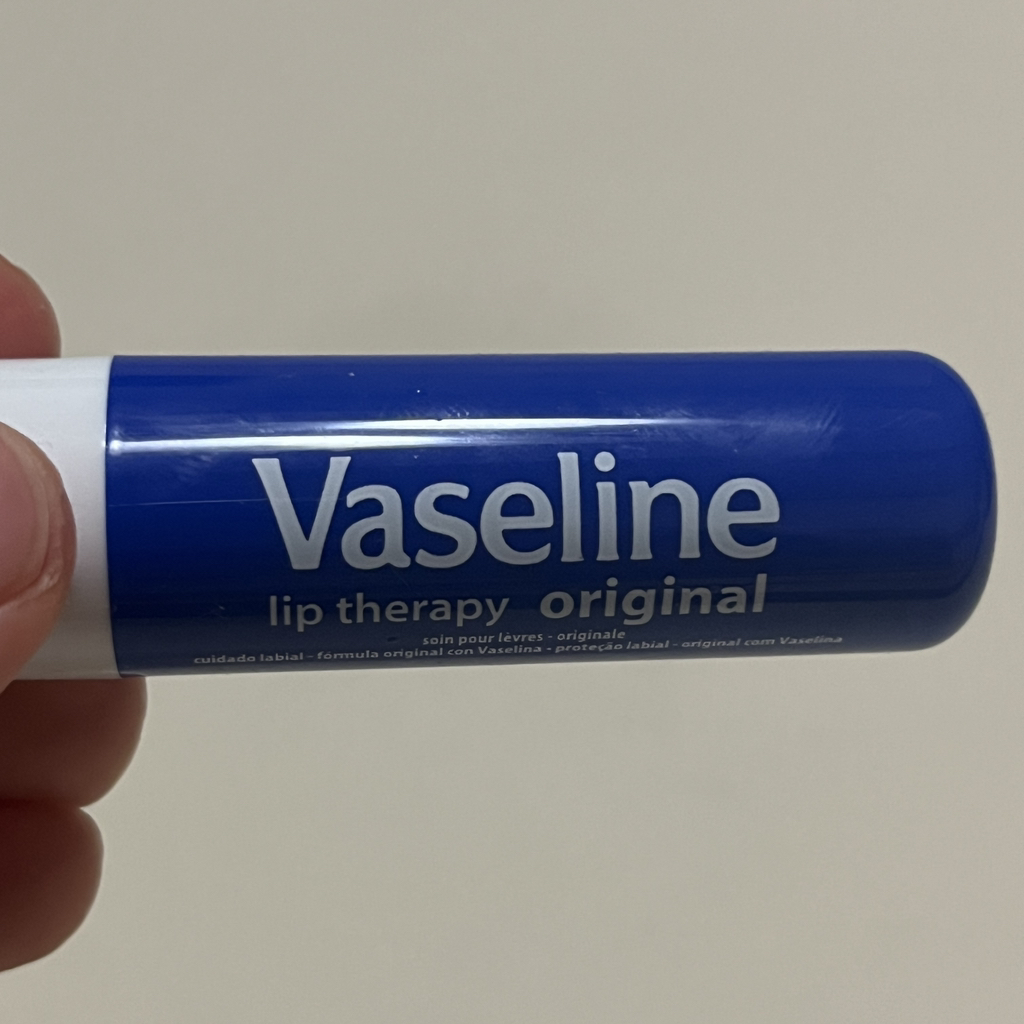 Vaseline
lip therapy original
soin pour lèvres - originale
cuidado labial – fórmula original con Vaselina - proteção labial - original com Vaselina